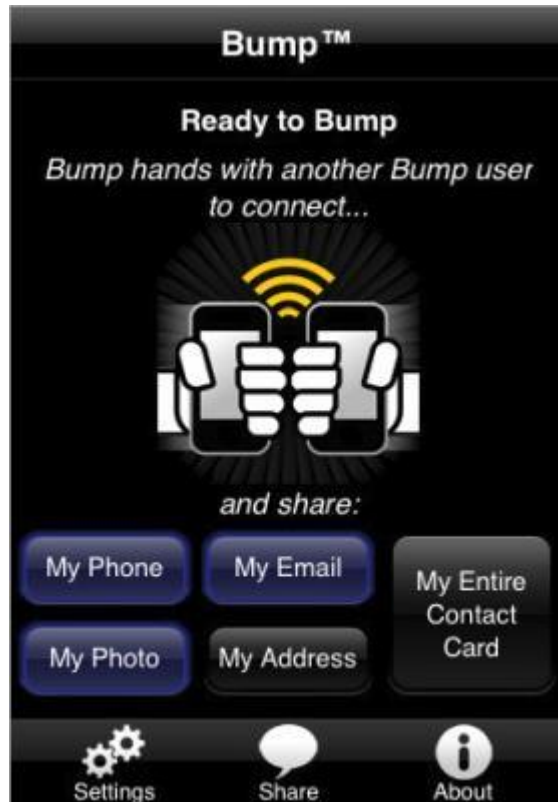 Bump™
Ready to Bump
Bump hands with another Bump user
to connect...
and share:
My Phone
My Email
My Entire
Contact
Card
My Photo
My Address
Settings
Share
About